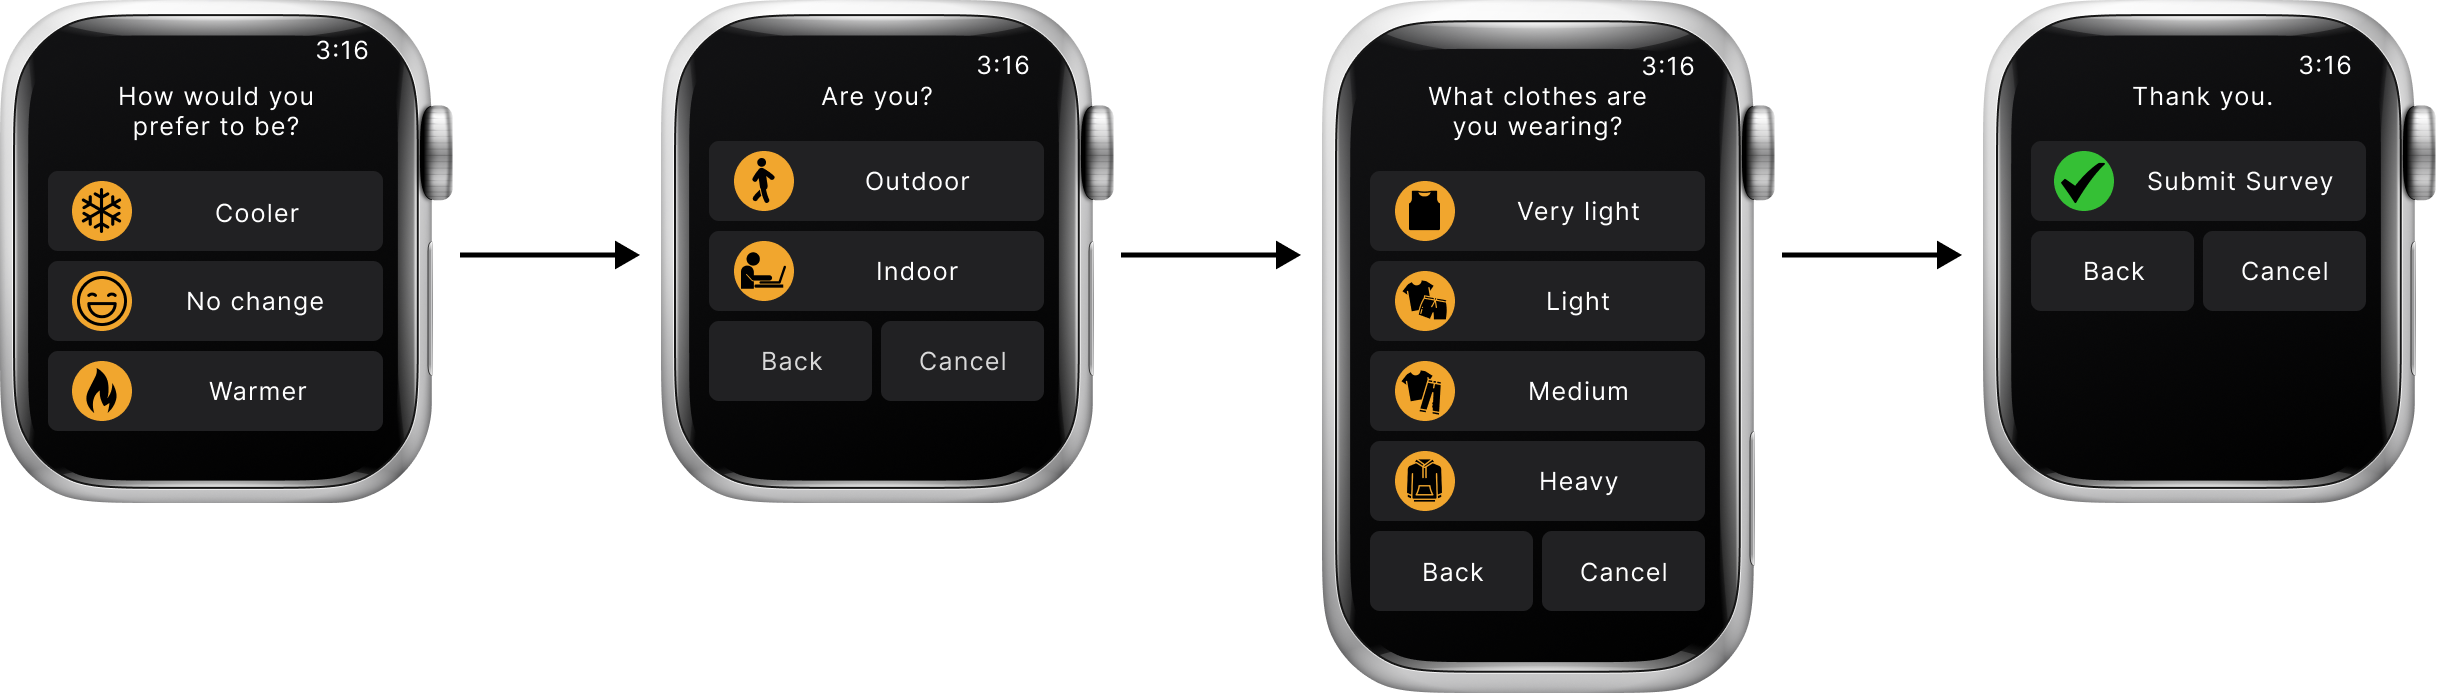 3:16
How would you
prefer to be?
Cooler
No change
Warmer
3:16
Are you?
Outdoor
Indoor
Back Cancel
3:16
What clothes are
you wearing?
Very light
Light
Medium
Heavy
Back Cancel
3:16
Thank you.
Submit Survey
Back Cancel